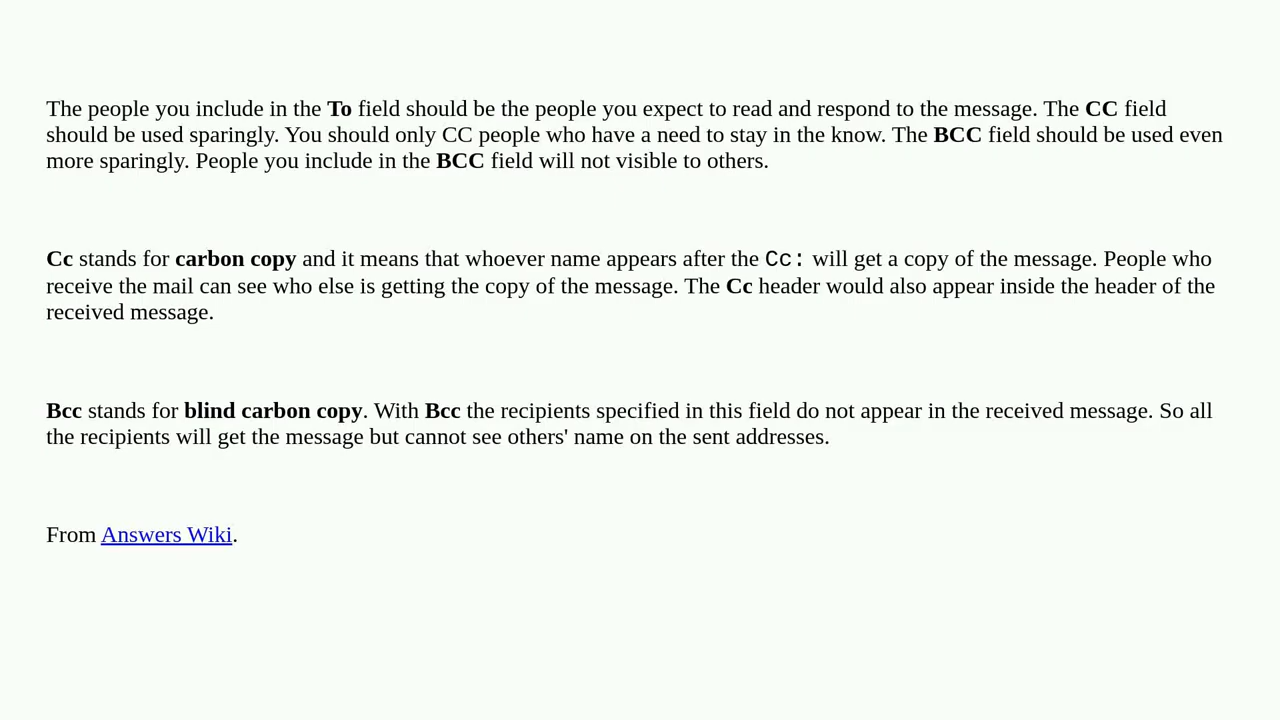 The people you include in the To field should be the people you expect to read and respond to the message. The CC field
should be used sparingly. You should only CC people who have a need to stay in the know. The BCC field should be used even
more sparingly. People you include in the BCC field will not visible to others.
Cc stands for carbon copy and it means that whoever name appears after the Cc: will get a copy of the message. People who
receive the mail can see who else is getting the copy of the message. The Cc header would also appear inside the header of the
received message.
Bcc stands for blind carbon copy. With Bcc the recipients specified in this field do not appear in the received message. So all
the recipients will get the message but cannot see others' name on the sent addresses.
From Answers Wiki.